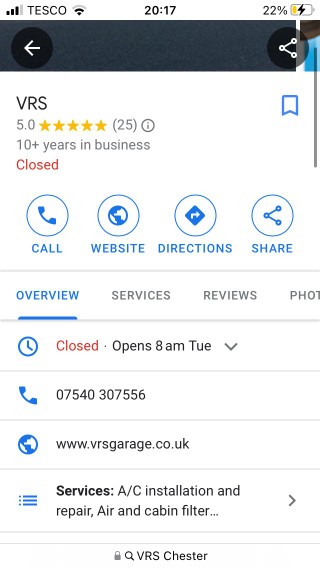 TESCO 20:17 22%
VRS
5.0 (25)
10+ years in business
Closed
CALL WEBSITE DIRECTIONS SHARE
OVERVIEW SERVICES REVIEWS PHOT
Closed · Opens 8 am Tue
07540 307556
www.vrsgarage.co.uk
Services: A/C installation and
repair, Air and cabin filter...
VRS Chester